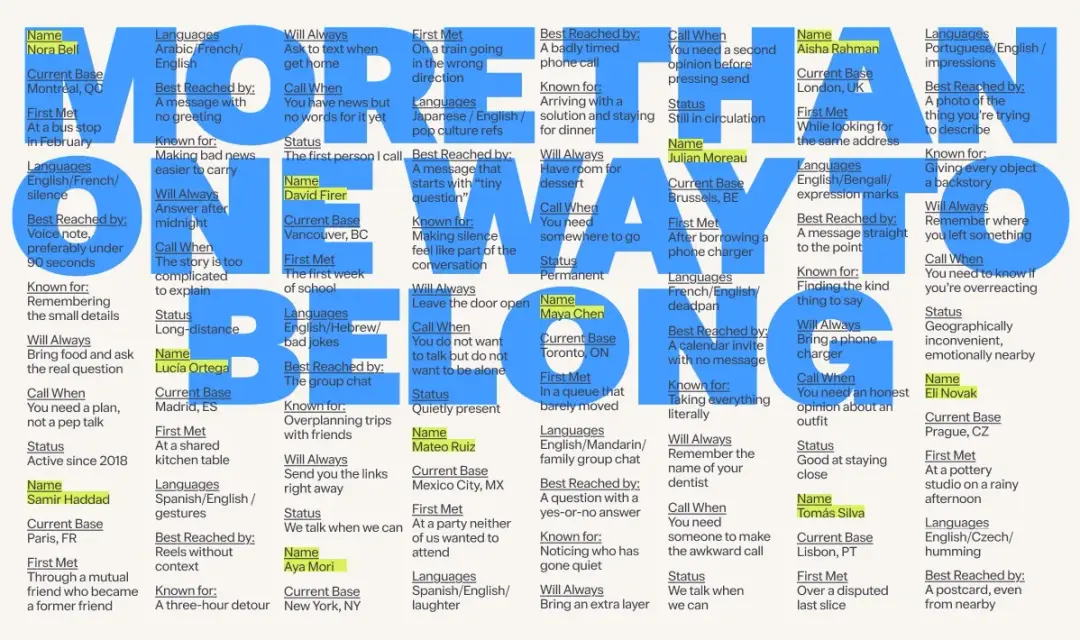 MORE THAN
ONE WAY TO
BELONG
Name
Nora Bell
Current Base
Montréal, QC
First Met
At a bus stop
in February
Languages
English/French/
silence
Best Reached by:
Voice note,
preferably under
90 seconds
Known for:
Remembering
the small details
Will Always
Bring food and ask
the real question
Call When
You need a plan,
not a pep talk
Status
Active since 2018
Name
Samir Haddad
Current Base
Paris, FR
First Met
Through a mutual
friend who became
a former friend
Languages
Arabic/French/
English
Best Reached by:
A message with
no greeting
Known for:
Making bad news
easier to carry
Will Always
Answer after
midnight
Call When
The story is too
complicated
to explain
Status
Long-distance
Name
Lucía Ortega
Current Base
Madrid, ES
First Met
At a shared
kitchen table
Languages
Spanish/English /
gestures
Best Reached by:
Reels without
context
Known for:
A three-hour detour
Will Always
Ask to text when
get home
Call When
You have news but
no words for it yet
Status
The first person I call
Name
David Firer
Current Base
Vancouver, BC
First Met
The first week
of school
Languages
English/Hebrew/
bad jokes
Best Reached by:
The group chat
Known for:
Overplanning trips
with friends
Will Always
Send you the links
right away
Status
We talk when we can
Name
Aya Mori
Current Base
New York, NY
First Met
On a train going
in the wrong
direction
Languages
Japanese / English /
pop culture refs
Best Reached by:
A message that
starts with “tiny
question”
Known for:
Making silence
feel like part of the
conversation
Will Always
Leave the door open
Call When
You do not want
to talk but do not
want to be alone
Status
Quietly present
Name
Mateo Ruiz
Current Base
Mexico City, MX
First Met
At a party neither
of us wanted to
attend
Languages
Spanish/English/
laughter
Best Reached by:
A badly timed
phone call
Known for:
Arriving with a
solution and staying
for dinner
Will Always
Have room for
dessert
Call When
You need
somewhere to go
Status
Permanent
Name
Maya Chen
Current Base
Toronto, ON
First Met
In a queue that
barely moved
Languages
English/Mandarin/
family group chat
Best Reached by:
A question with a
yes-or-no answer
Known for:
Noticing who has
gone quiet
Will Always
Bring an extra layer
Call When
You need a second
opinion before
pressing send
Status
Still in circulation
Name
Julian Moreau
Current Base
Brussels, BE
First Met
After borrowing a
phone charger
Languages
French/English/
deadpan
Best Reached by:
A calendar invite
with no message
Known for:
Taking everything
literally
Will Always
Remember the
name of your
dentist
Call When
You need
someone to make
the awkward call
Status
We talk when
we can
Name
Aisha Rahman
Current Base
London, UK
First Met
While looking for
the same address
Languages
English/Bengali/
expression marks
Best Reached by:
A message straight
to the point
Known for:
Finding the kind
thing to say
Will Always
Bring a phone
charger
Call When
You need an honest
opinion about an
outfit
Status
Good at staying
close
Name
Tomás Silva
Current Base
Lisbon, PT
First Met
Over a disputed
last slice
Languages
Portuguese/English /
impressions
Best Reached by:
A photo of the
thing you’re trying
to describe
Known for:
Giving every object
a backstory
Will Always
Remember where
you left something
Call When
You need to know if
you’re overreacting
Status
Geographically
inconvenient,
emotionally nearby
Name
Eli Novak
Current Base
Prague, CZ
First Met
At a pottery
studio on a rainy
afternoon
Languages
English/Czech/
humming
Best Reached by:
A postcard, even
from nearby